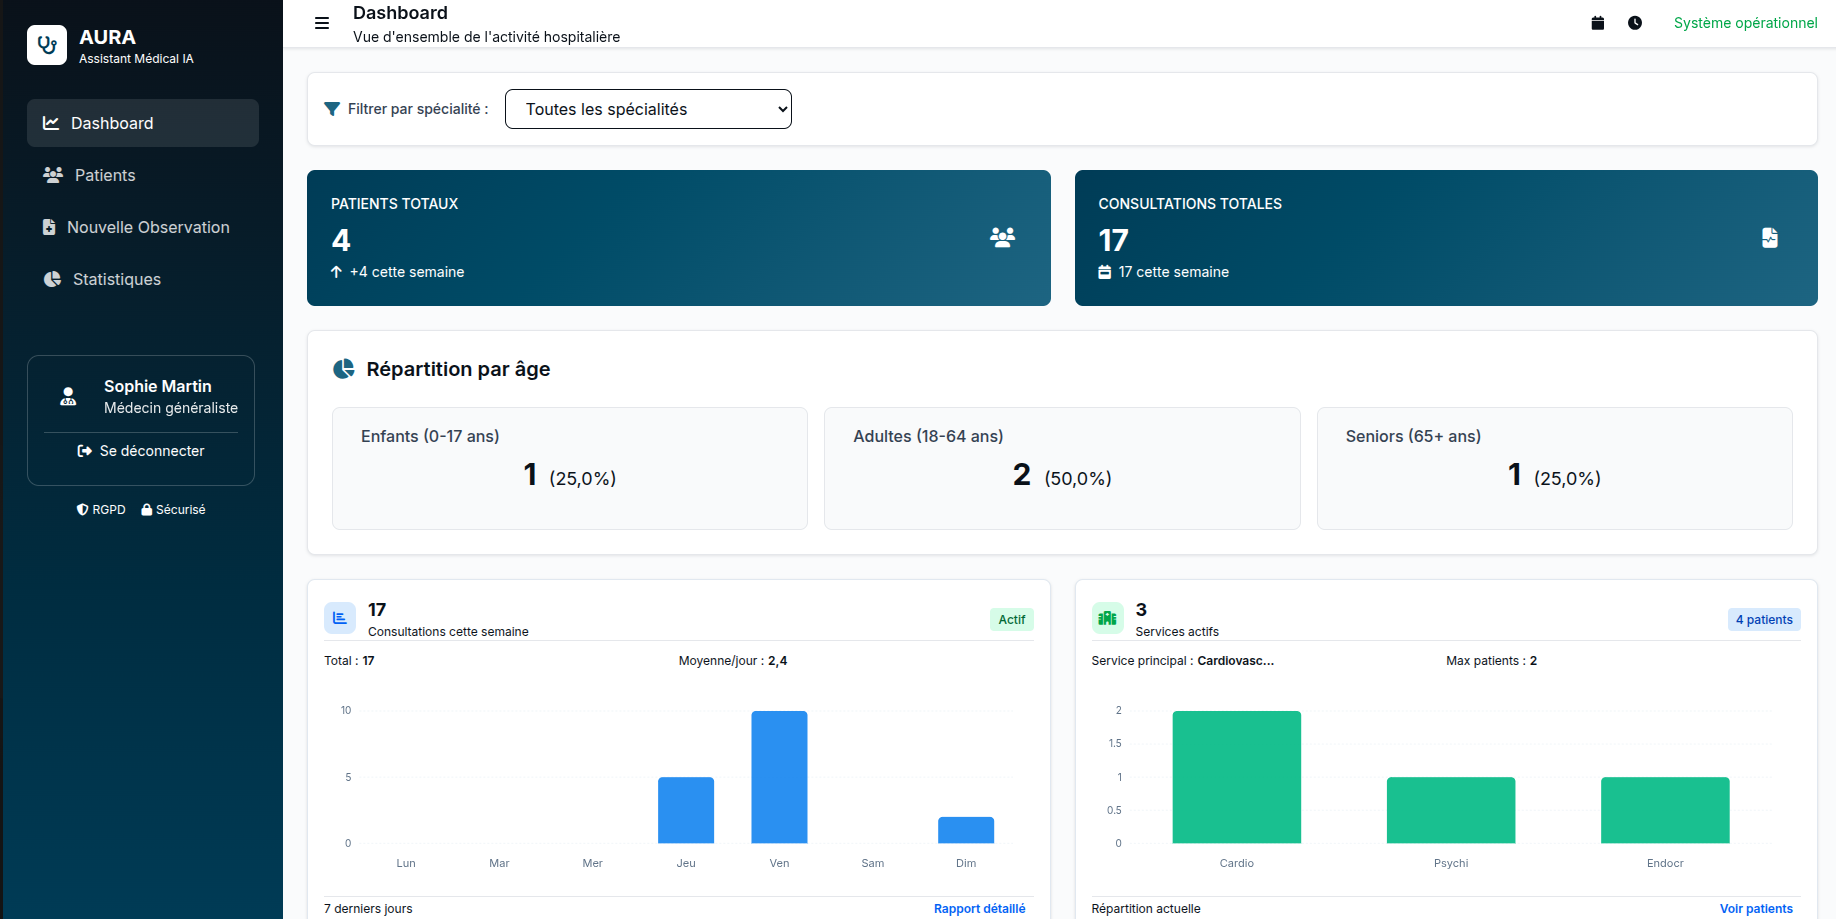 AURA
Assistant Médical IA
Dashboard
Patients
Nouvelle Observation
Statistiques
Sophie Martin
Médecin généraliste
Se déconnecter
RGPD Sécurisé
Dashboard
Vue d'ensemble de l'activité hospitalière
Système opérationnel
Filtrer par spécialité : Toutes les spécialités
PATIENTS TOTAUX
4
+4 cette semaine
CONSULTATIONS TOTALES
17
17 cette semaine
Répartition par âge
Enfants (0-17 ans)
1 (25,0%)
Adultes (18-64 ans)
2 (50,0%)
Seniors (65+ ans)
1 (25,0%)
17
Consultations cette semaine
Actif
Total : 17 Moyenne/jour : 2,4
10
5
0
Lun Mar Mer Jeu Ven Sam Dim
7 derniers jours Rapport détaillé
3
Services actifs
4 patients
Service principal : Cardiovasc... Max patients : 2
2
1.5
1
0.5
0
Cardio Psychi Endocr
Répartition actuelle Voir patients